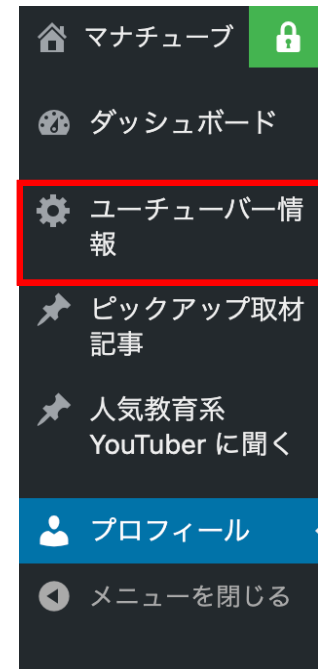 マナチューブ
ダッシュボード
ユーチューバー情
報
ピックアップ取材
記事
人気教育系
YouTuber に聞く
プロフィール
メニューを閉じる